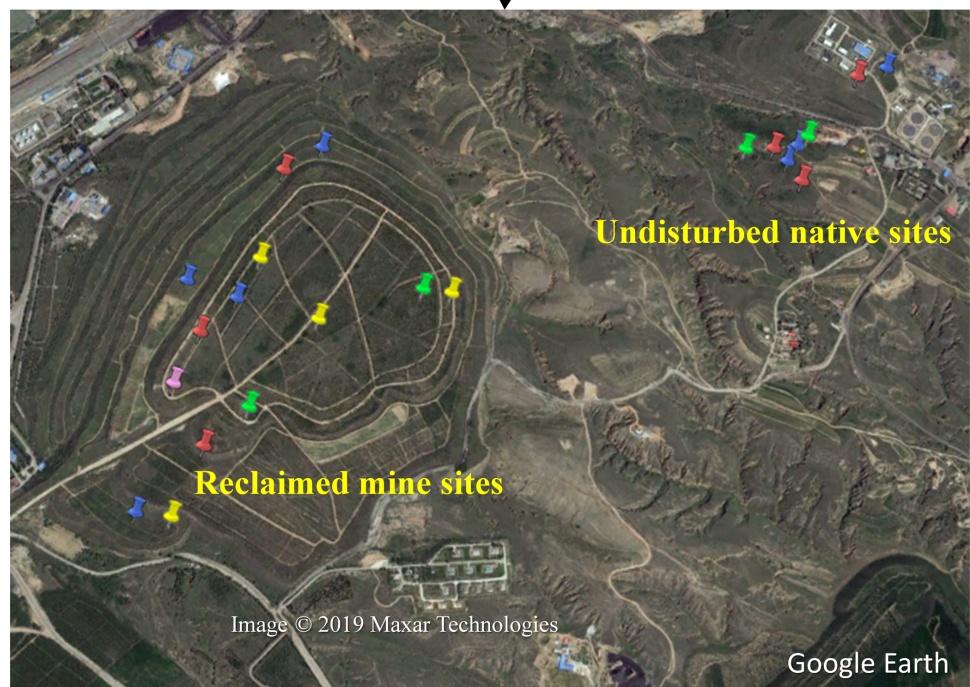 Undisturbed native sites
Reclaimed mine sites
Image © 2019 Maxar Technologies
Google Earth